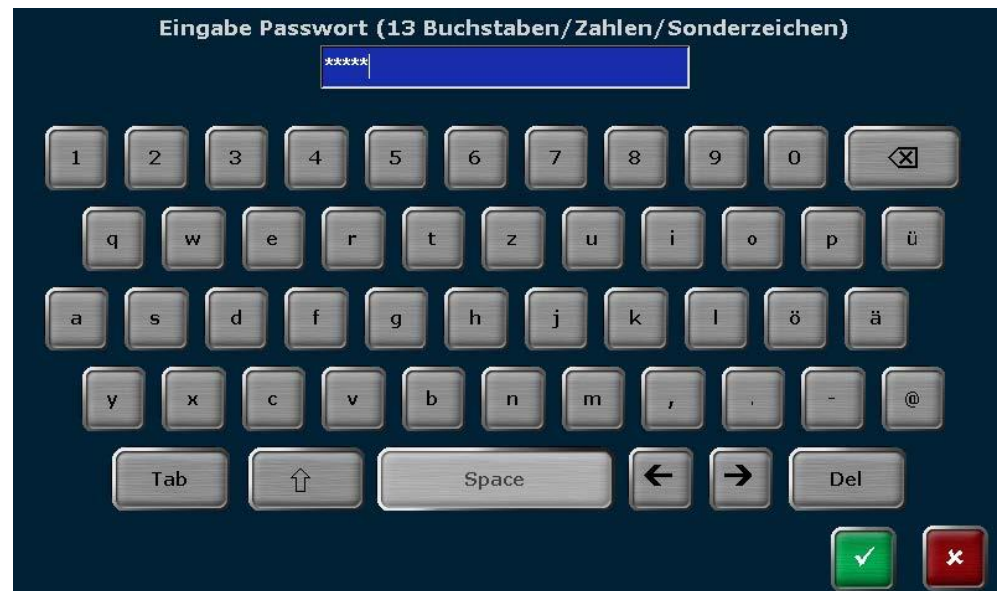 Eingabe Passwort (13 Buchstaben/Zahlen/Sonderzeichen)
*****
1 2 3 4 5 6 7 8 9 0 ⌫
q w e r t z u i o p ü
a s d f g h j k l ö ä
y x c v b n m , . - @
Tab ⇧ Space ← → Del
✓ ×